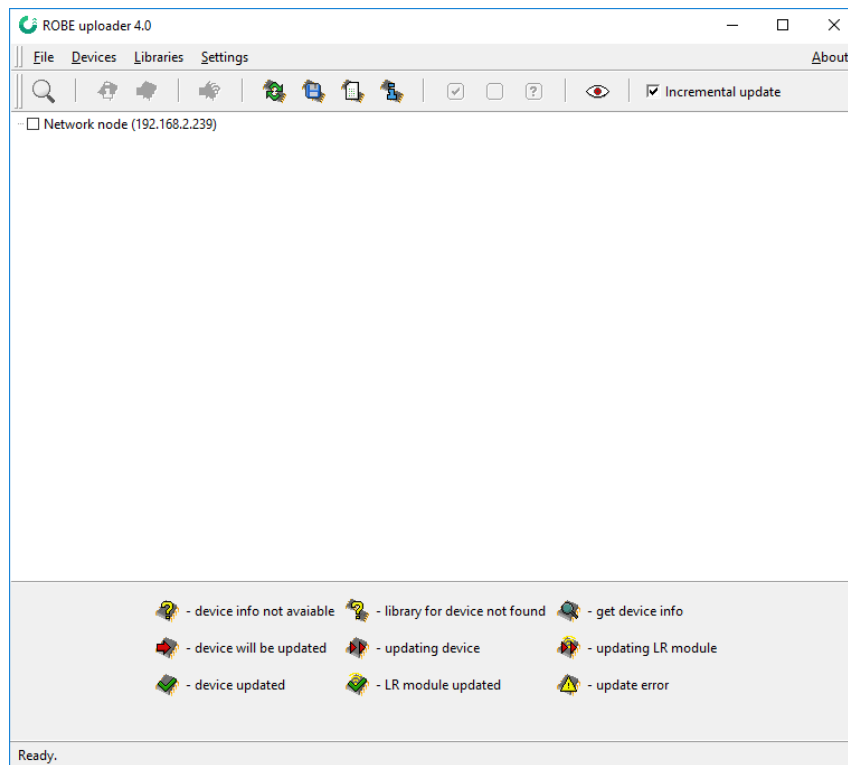 ROBE uploader 4.0
File Devices Libraries Settings About
Incremental update
Network node (192.168.2.239)
- device info not avaiable - library for device not found - get device info
- device will be updated - updating device - updating LR module
- device updated - LR module updated - update error
Ready.